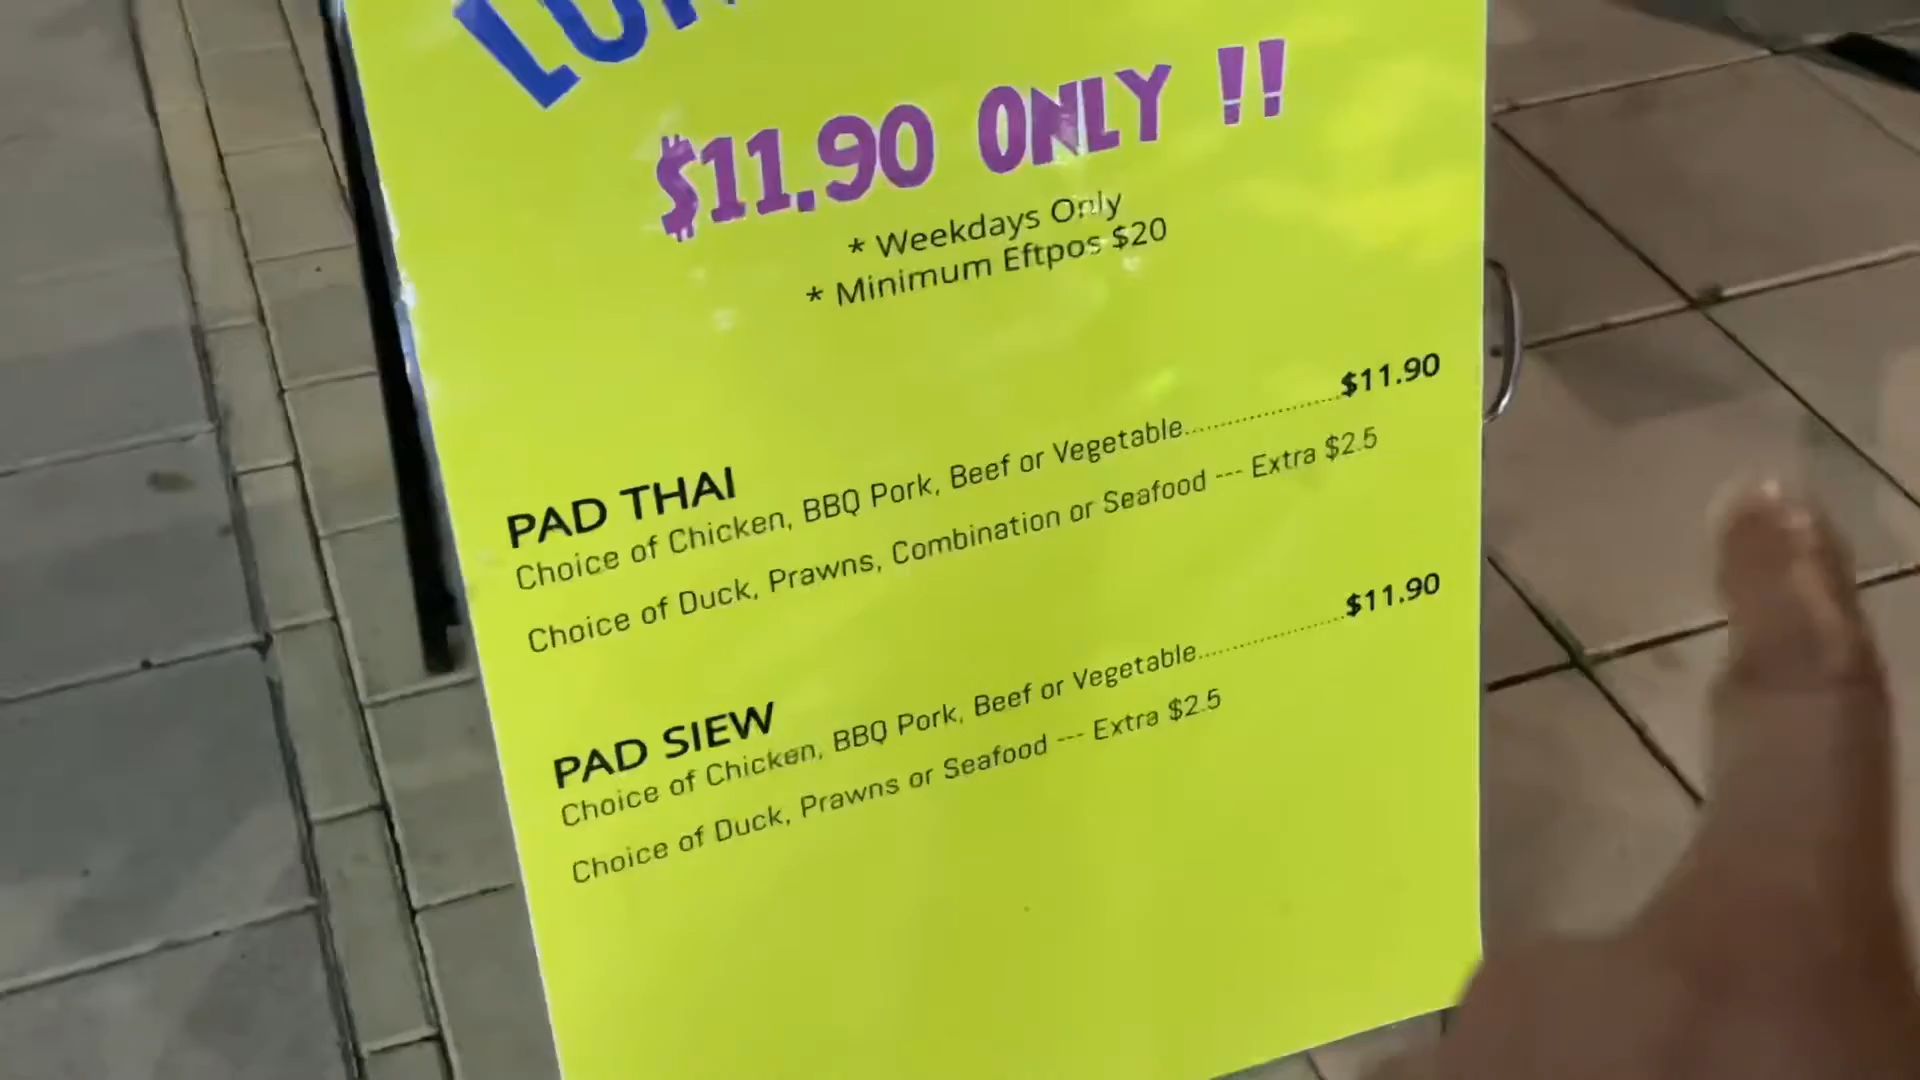 $11.90 ONLY !!
* Weekdays Only
* Minimum Eftpos $20
PAD THAI
Choice of Chicken, BBQ Pork, Beef or Vegetable....................$11.90
Choice of Duck, Prawns, Combination or Seafood --- Extra $2.5
PAD SIEW
Choice of Chicken, BBQ Pork, Beef or Vegetable....................$11.90
Choice of Duck, Prawns or Seafood --- Extra $2.5